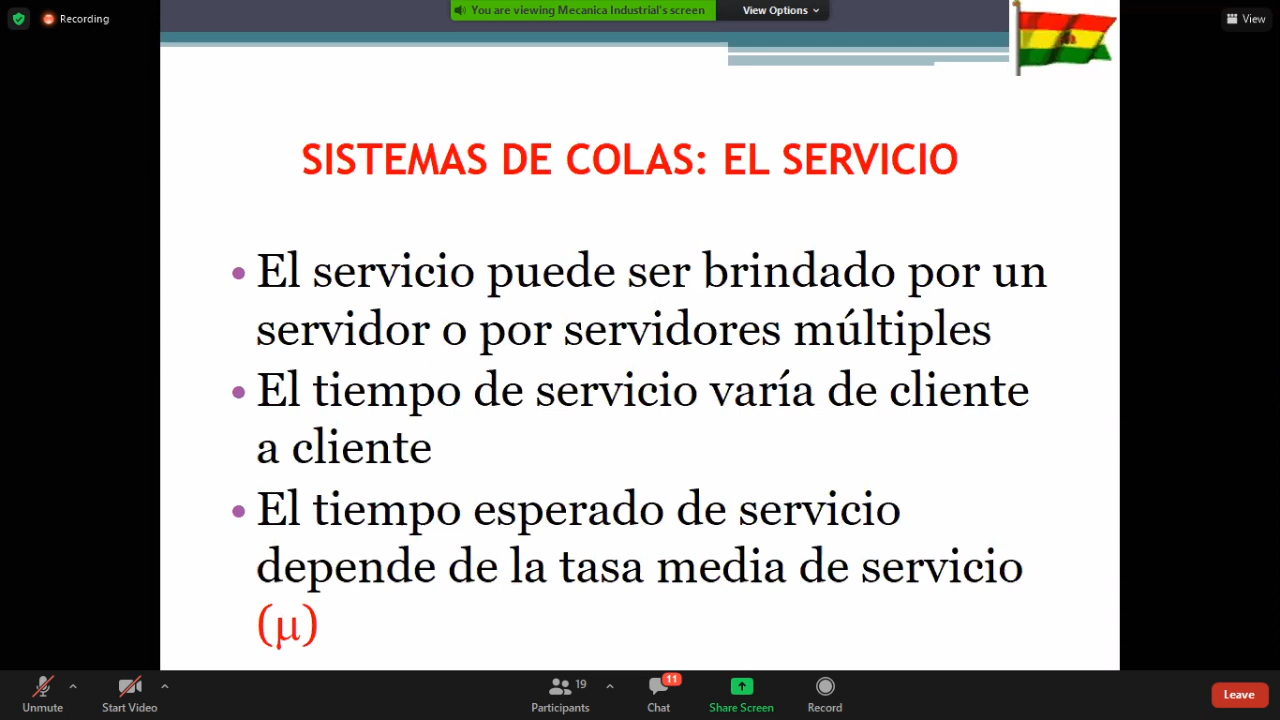 Recording
You are viewing Mecanica Industrial's screen
View Options
View
SISTEMAS DE COLAS: EL SERVICIO
• El servicio puede ser brindado por un
servidor o por servidores múltiples
• El tiempo de servicio varía de cliente
a cliente
• El tiempo esperado de servicio
depende de la tasa media de servicio
(μ)
Unmute
Start Video
19
Participants
11
Chat
Share Screen
Record
Leave